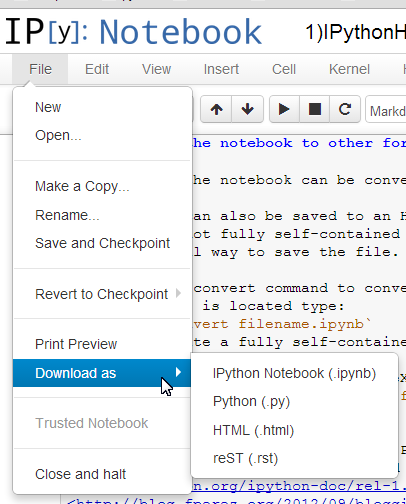 IP[y]: Notebook 1)IPythonH
File Edit View Insert Cell Kernel H
Markd
New
Open...
Make a Copy...
Rename...
Save and Checkpoint
Revert to Checkpoint
Print Preview
Download as
Trusted Notebook
Close and halt
IPython Notebook (.ipynb)
Python (.py)
HTML (.html)
reST (.rst)
he notebook to other for
he notebook can be conve
an also be saved to an H
ot fully self-contained
l way to save the file.
convert command to conve
is located type:
vert filename.ipynb`
te a fully self-containe
n.org/ipython-doc/rel-1.
<http://blog.fperez.org/2012/09/blogging